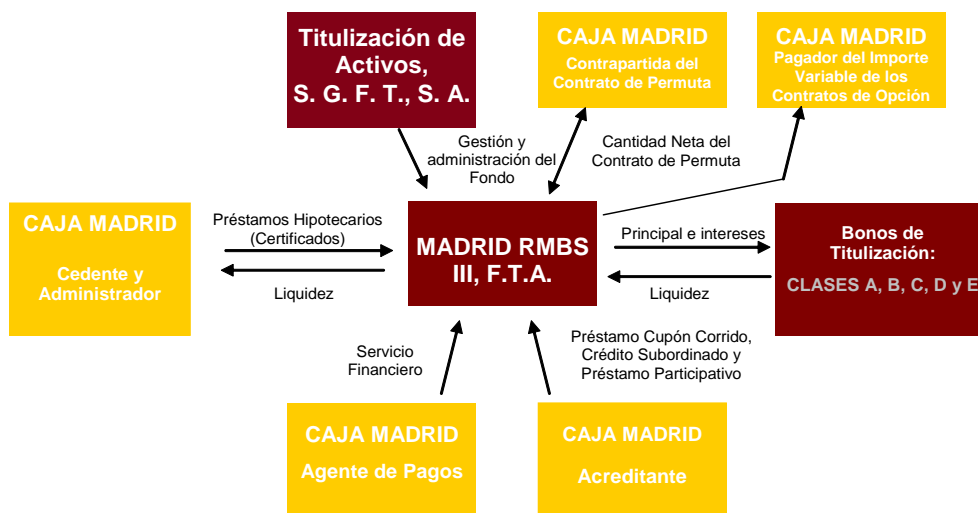 Titulización de
Activos,
S. G. F. T., S. A.
CAJA MADRID
Contrapartida del
Contrato de Permuta
CAJA MADRID
Pagador del Importe
Variable de los
Contratos de Opción
Gestión y
administración del
Fondo
Cantidad Neta del
Contrato de Permuta
CAJA MADRID
Cedente y
Administrador
Préstamos Hipotecarios
(Certificados)
Liquidez
MADRID RMBS
III, F.T.A.
Principal e intereses
Liquidez
Bonos de
Titulización:
CLASES A, B, C, D y E
Servicio
Financiero
Préstamo Cupón Corrido,
Crédito Subordinado y
Préstamo Participativo
CAJA MADRID
Agente de Pagos
CAJA MADRID
Acreditante